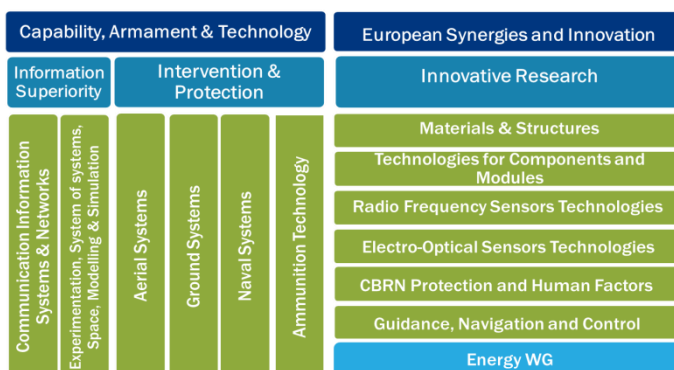 Capability, Armament & Technology
European Synergies and Innovation
Information
Superiority
Intervention &
Protection
Innovative Research
Communication Information
Systems & Networks
Experimentation, System of systems,
Space, Modelling & Simulation
Aerial Systems
Ground Systems
Naval Systems
Ammunition Technology
Materials & Structures
Technologies for Components and
Modules
Radio Frequency Sensors Technologies
Electro-Optical Sensors Technologies
CBRN Protection and Human Factors
Guidance, Navigation and Control
Energy WG